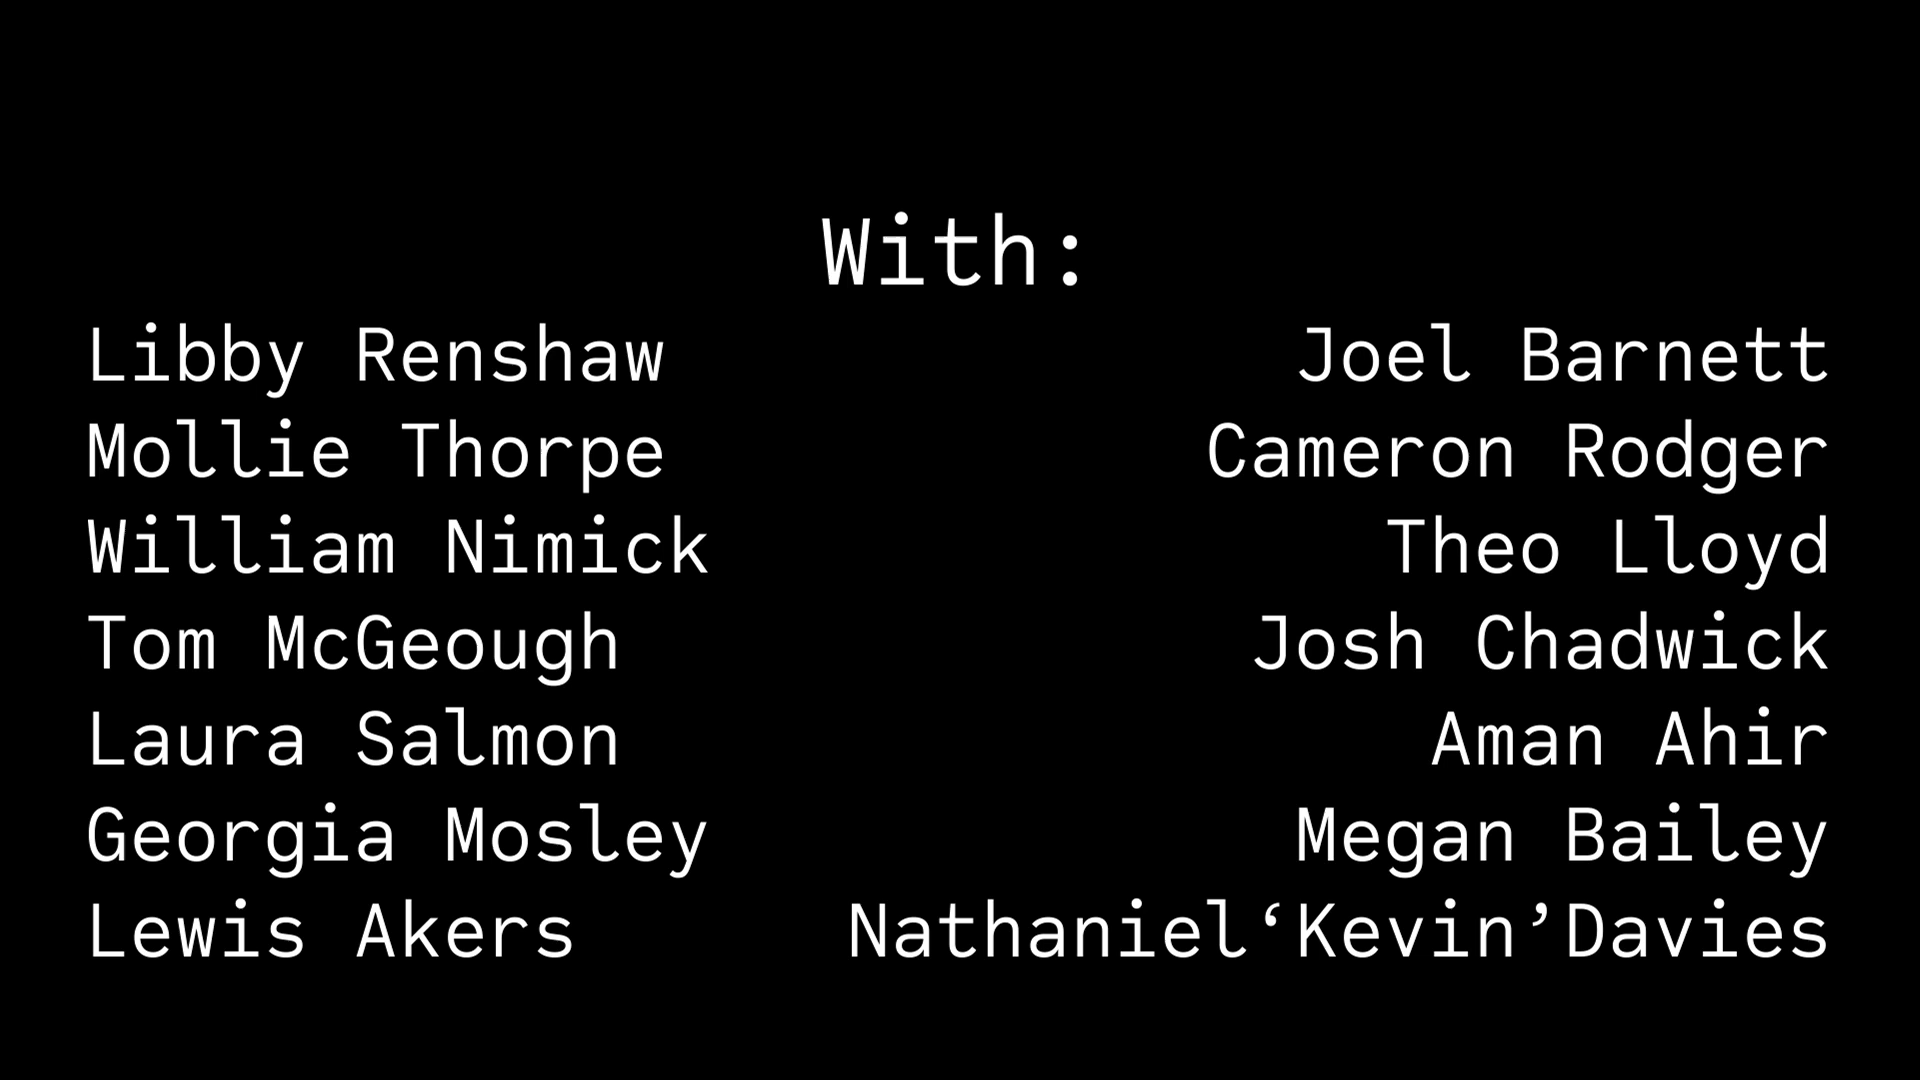 With:
Libby Renshaw Joel Barnett
Mollie Thorpe Cameron Rodger
William Nimick Theo Lloyd
Tom McGeough Josh Chadwick
Laura Salmon Aman Ahir
Georgia Mosley Megan Bailey
Lewis Akers Nathaniel‘Kevin’Davies